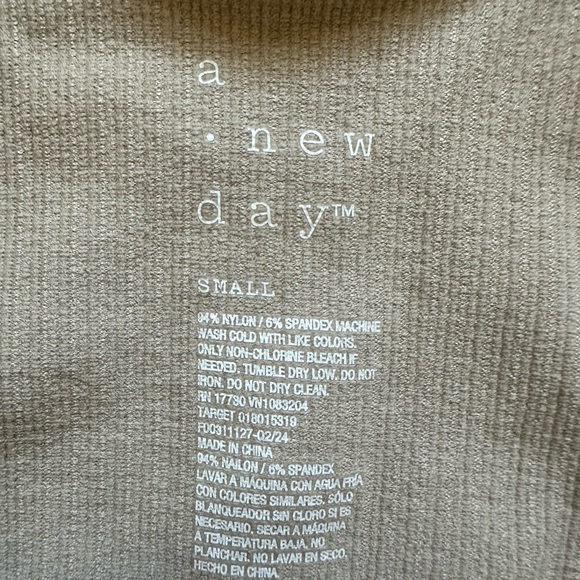 a
· new
day™
SMALL
94% NYLON / 6% SPANDEX MACHINE
WASH COLD WITH LIKE COLORS.
ONLY NON-CHLORINE BLEACH IF
NEEDED. TUMBLE DRY LOW. DO NOT
IRON. DO NOT DRY CLEAN.
RN 17730 VN1083204
TARGET 018015319
F00311127-02/24
MADE IN CHINA
94% NAILON / 6% SPANDEX
LAVAR A MÁQUINA CON AGUA FRÍA
CON COLORES SIMILARES. SÓLO
BLANQUEADOR SIN CLORO SI ES
NECESARIO. SECAR A MÁQUINA
A TEMPERATURA BAJA. NO
PLANCHAR. NO LAVAR EN SECO.
HECHO EN CHINA